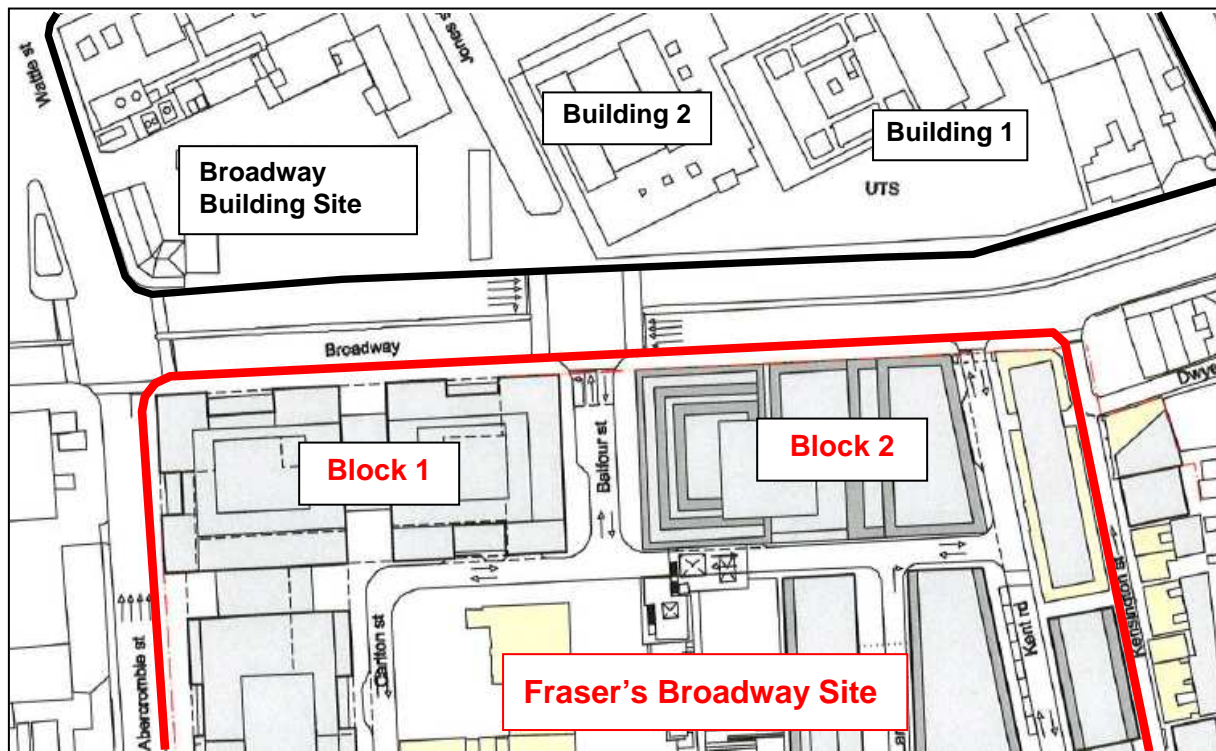 Wattle st
Jones s
Building 2
Building 1
Broadway
Building Site
UTS
Broadway
Dwye
Block 1
Block 2
Balfour st
Carlton st
Kent rd
Kensington st
Abercrombie st
Fraser's Broadway Site